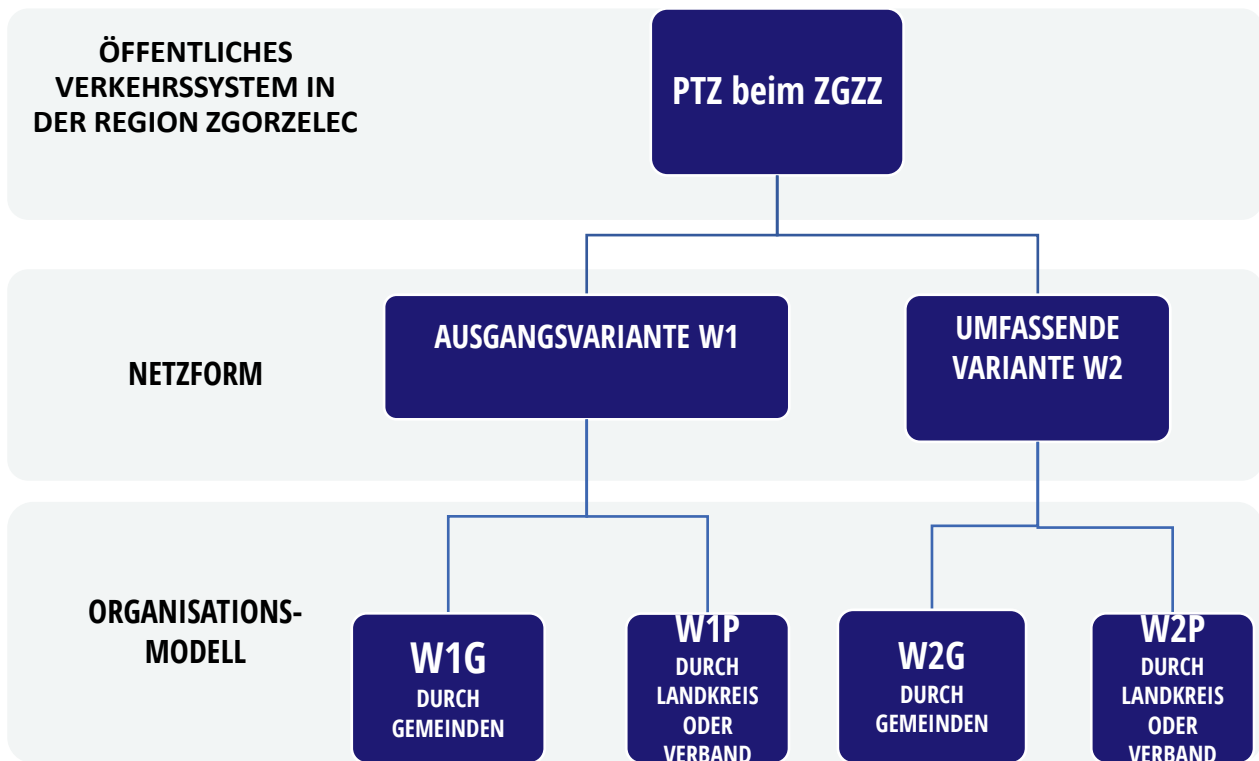 ÖFFENTLICHES
VERKEHRSSYSTEM IN
DER REGION ZGORZELEC
PTZ beim ZGZZ
NETZFORM
AUSGANGSVARIANTE W1
UMFASSENDE
VARIANTE W2
ORGANISATIONS-
MODELL
W1G
DURCH
GEMEINDEN
W1P
DURCH
LANDKREIS
ODER
VERBAND
W2G
DURCH
GEMEINDEN
W2P
DURCH
LANDKREIS
ODER
VERBAND